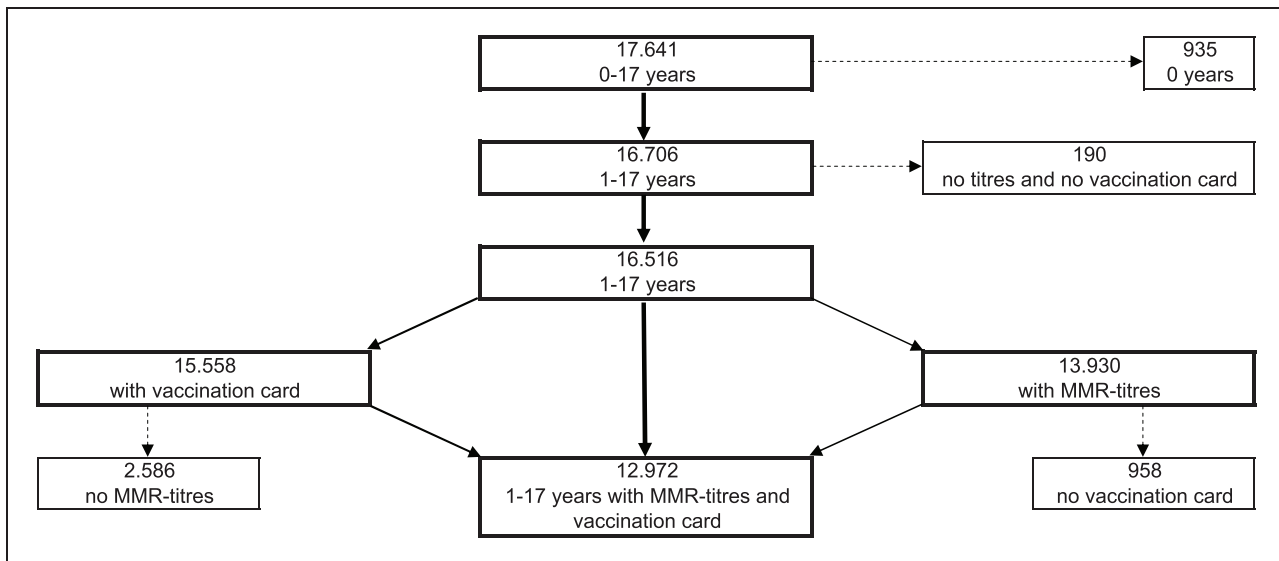 17.641
0-17 years
935
0 years
16.706
1-17 years
190
no titres and no vaccination card
16.516
1-17 years
15.558
with vaccination card
13.930
with MMR-titres
2.586
no MMR-titres
12.972
1-17 years with MMR-titres and
vaccination card
958
no vaccination card